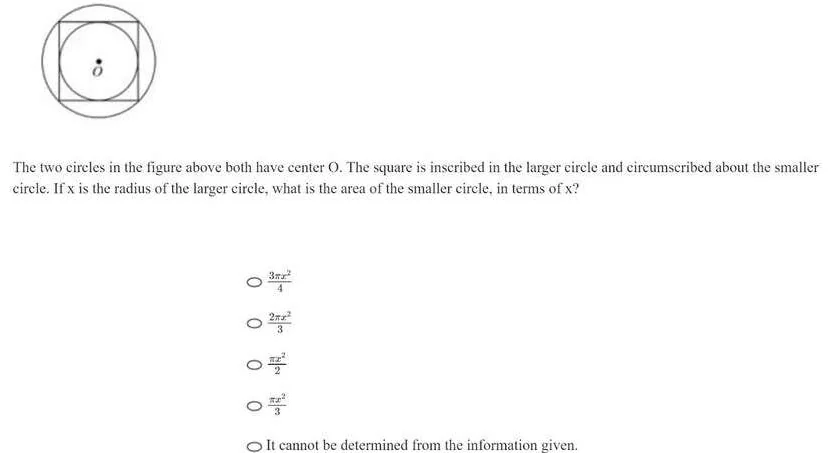 O
The two circles in the figure above both have center O. The square is inscribed in the larger circle and circumscribed about the smaller
circle. If x is the radius of the larger circle, what is the area of the smaller circle, in terms of x?
3πx²/4
2πx²/3
πx²/2
πx²/3
It cannot be determined from the information given.